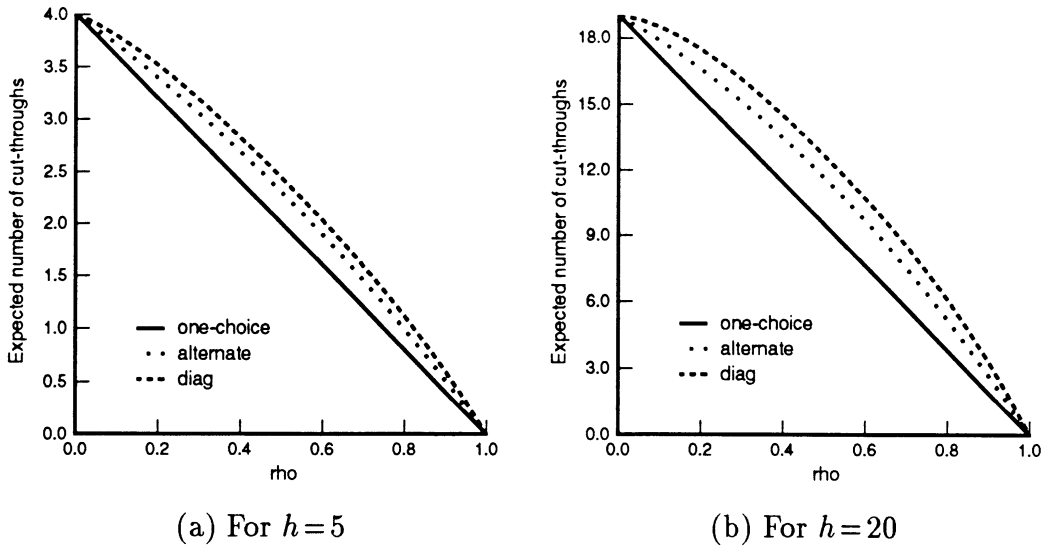 Expected number of cut-throughs
4.0
3.5
3.0
2.5
2.0
1.5
1.0
0.5
0.0
0.0 0.2 0.4 0.6 0.8 1.0
rho
one-choice
alternate
diag
(a) For h=5
Expected number of cut-throughs
18.0
15.0
12.0
9.0
6.0
3.0
0.0
0.0 0.2 0.4 0.6 0.8 1.0
rho
one-choice
alternate
diag
(b) For h=20